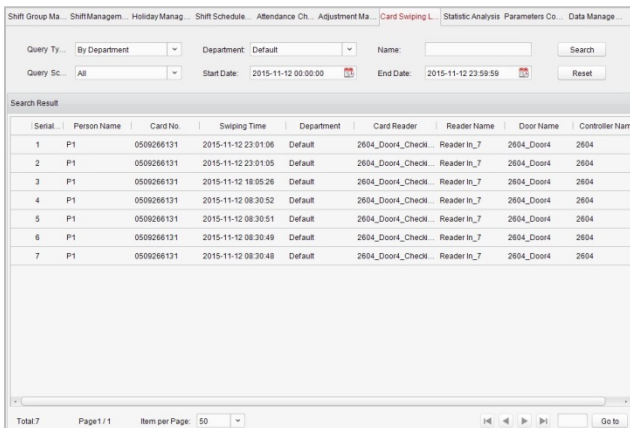 Shift Group Ma... ShiftManagem... Holiday Manag... Shift Schedule... Attendance Ch... Adjustment Ma... Card Swiping L... Statistic Analysis Parameters Co... Data Manage...
Query Ty... By Department Department: Default Name: Search
Query Sc... All Start Date: 2015-11-12 00:00:00 End Date: 2015-11-12 23:59:59 Reset
Search Result
Serial... Person Name Card No. Swiping Time Department Card Reader Reader Name Door Name Controller Nam
1 P1 0509266131 2015-11-12 23:01:06 Default 2604_Door4_Checki... Reader In_7 2604_Door4 2604
2 P1 0509266131 2015-11-12 23:01:05 Default 2604_Door4_Checki... Reader In_7 2604_Door4 2604
3 P1 0509266131 2015-11-12 18:05:26 Default 2604_Door4_Checki... Reader In_7 2604_Door4 2604
4 P1 0509266131 2015-11-12 08:30:52 Default 2604_Door4_Checki... Reader In_7 2604_Door4 2604
5 P1 0509266131 2015-11-12 08:30:51 Default 2604_Door4_Checki... Reader In_7 2604_Door4 2604
6 P1 0509266131 2015-11-12 08:30:49 Default 2604_Door4_Checki... Reader In_7 2604_Door4 2604
7 P1 0509266131 2015-11-12 08:30:48 Default 2604_Door4_Checki... Reader In_7 2604_Door4 2604
Total:7 Page1 / 1 Item per Page: 50 Go to